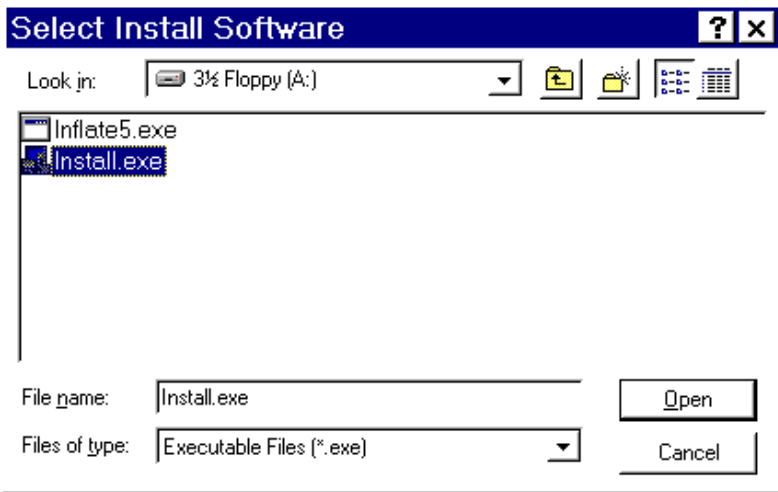 Select Install Software
Look in: 3½ Floppy (A:)
Inflate5.exe
Install.exe
File name: Install.exe Open
Files of type: Executable Files (*.exe) Cancel